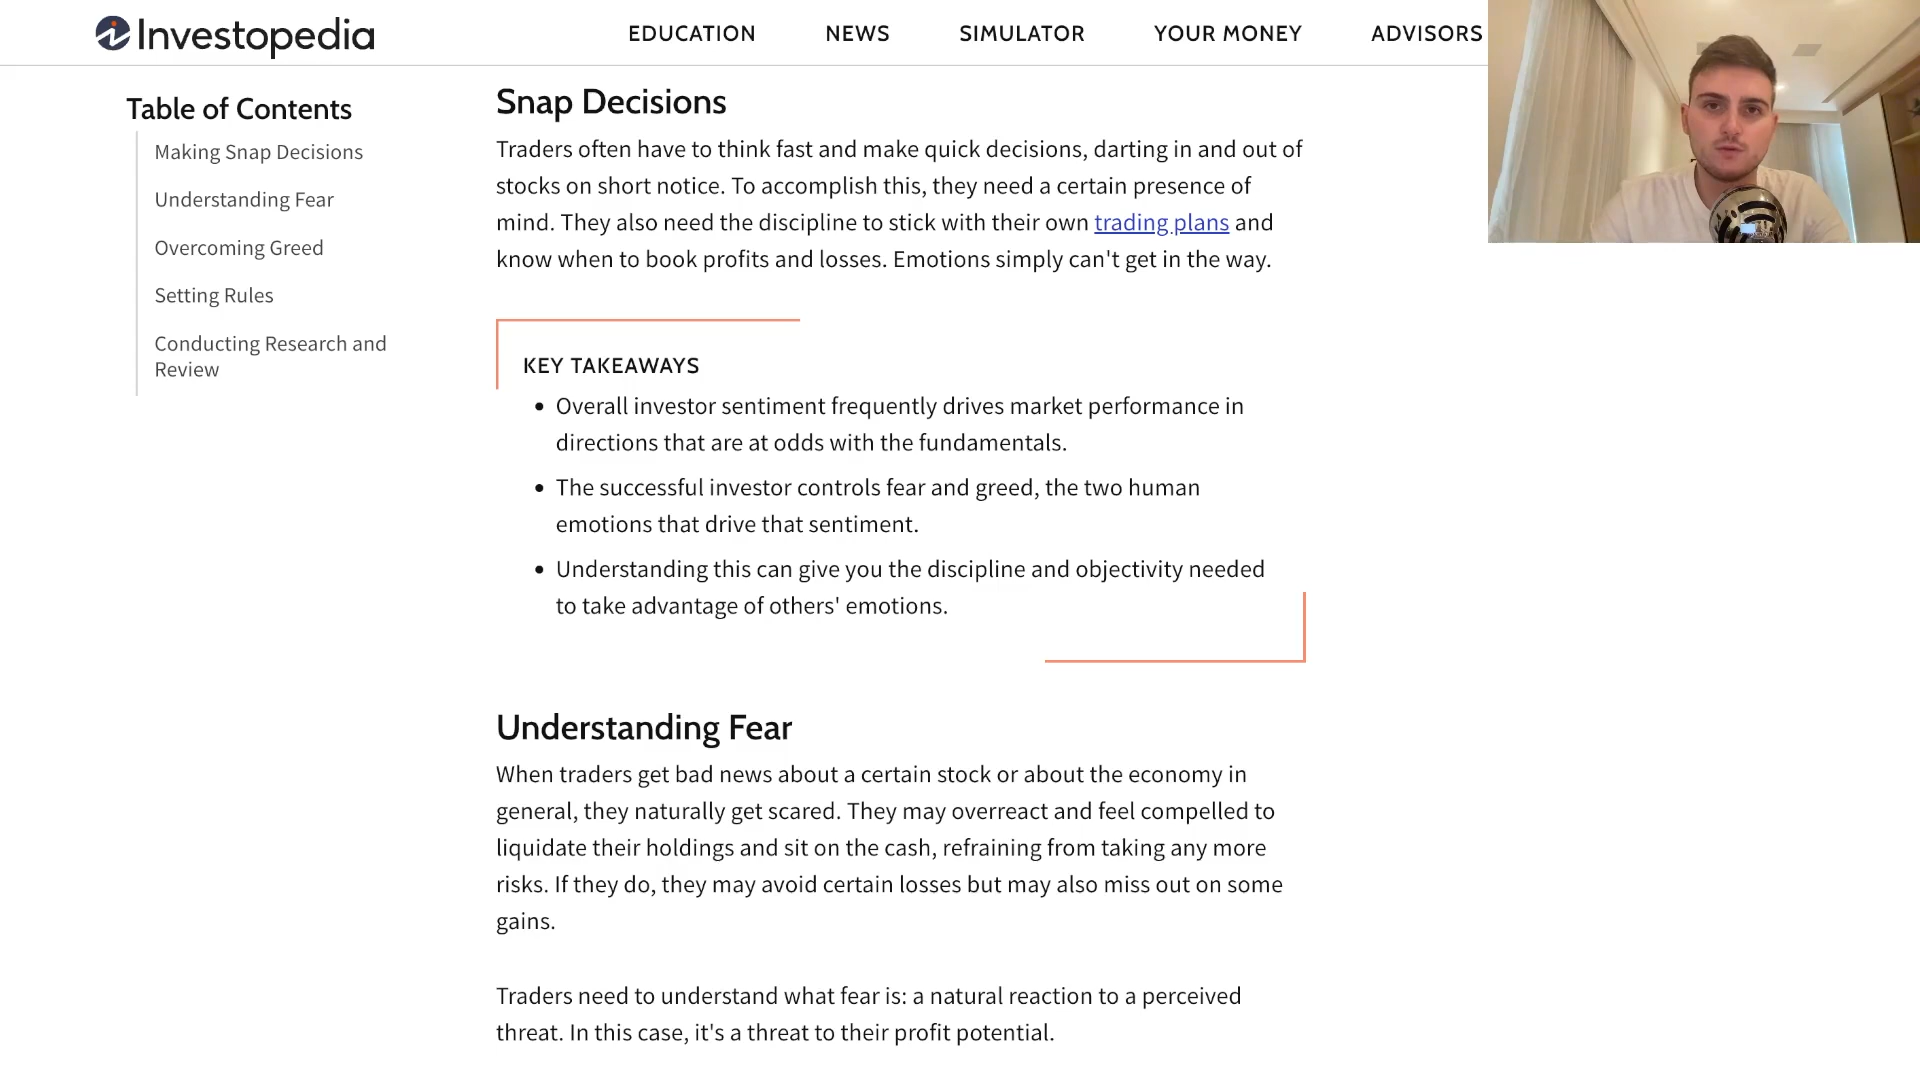 Investopedia
EDUCATION NEWS SIMULATOR YOUR MONEY ADVISORS
Table of Contents
Making Snap Decisions
Understanding Fear
Overcoming Greed
Setting Rules
Conducting Research and
Review
Snap Decisions
Traders often have to think fast and make quick decisions, darting in and out of
stocks on short notice. To accomplish this, they need a certain presence of
mind. They also need the discipline to stick with their own trading plans and
know when to book profits and losses. Emotions simply can't get in the way.
KEY TAKEAWAYS
• Overall investor sentiment frequently drives market performance in
directions that are at odds with the fundamentals.
• The successful investor controls fear and greed, the two human
emotions that drive that sentiment.
• Understanding this can give you the discipline and objectivity needed
to take advantage of others' emotions.
Understanding Fear
When traders get bad news about a certain stock or about the economy in
general, they naturally get scared. They may overreact and feel compelled to
liquidate their holdings and sit on the cash, refraining from taking any more
risks. If they do, they may avoid certain losses but may also miss out on some
gains.
Traders need to understand what fear is: a natural reaction to a perceived
threat. In this case, it's a threat to their profit potential.